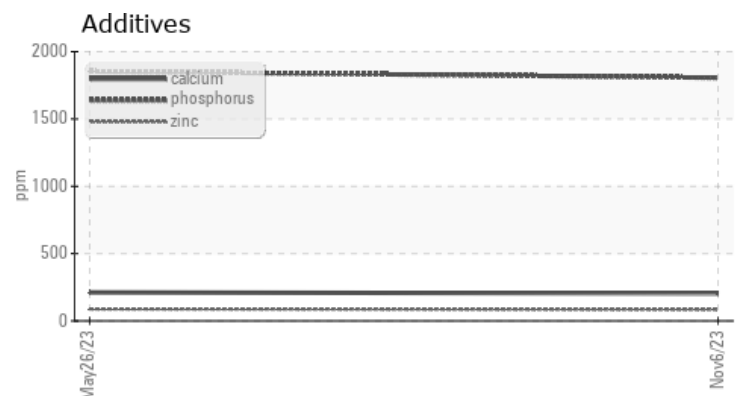 Additives
2000
calcium
phosphorus
1500
zinc
ppm
1000
500
0
May26/23
Nov6/23